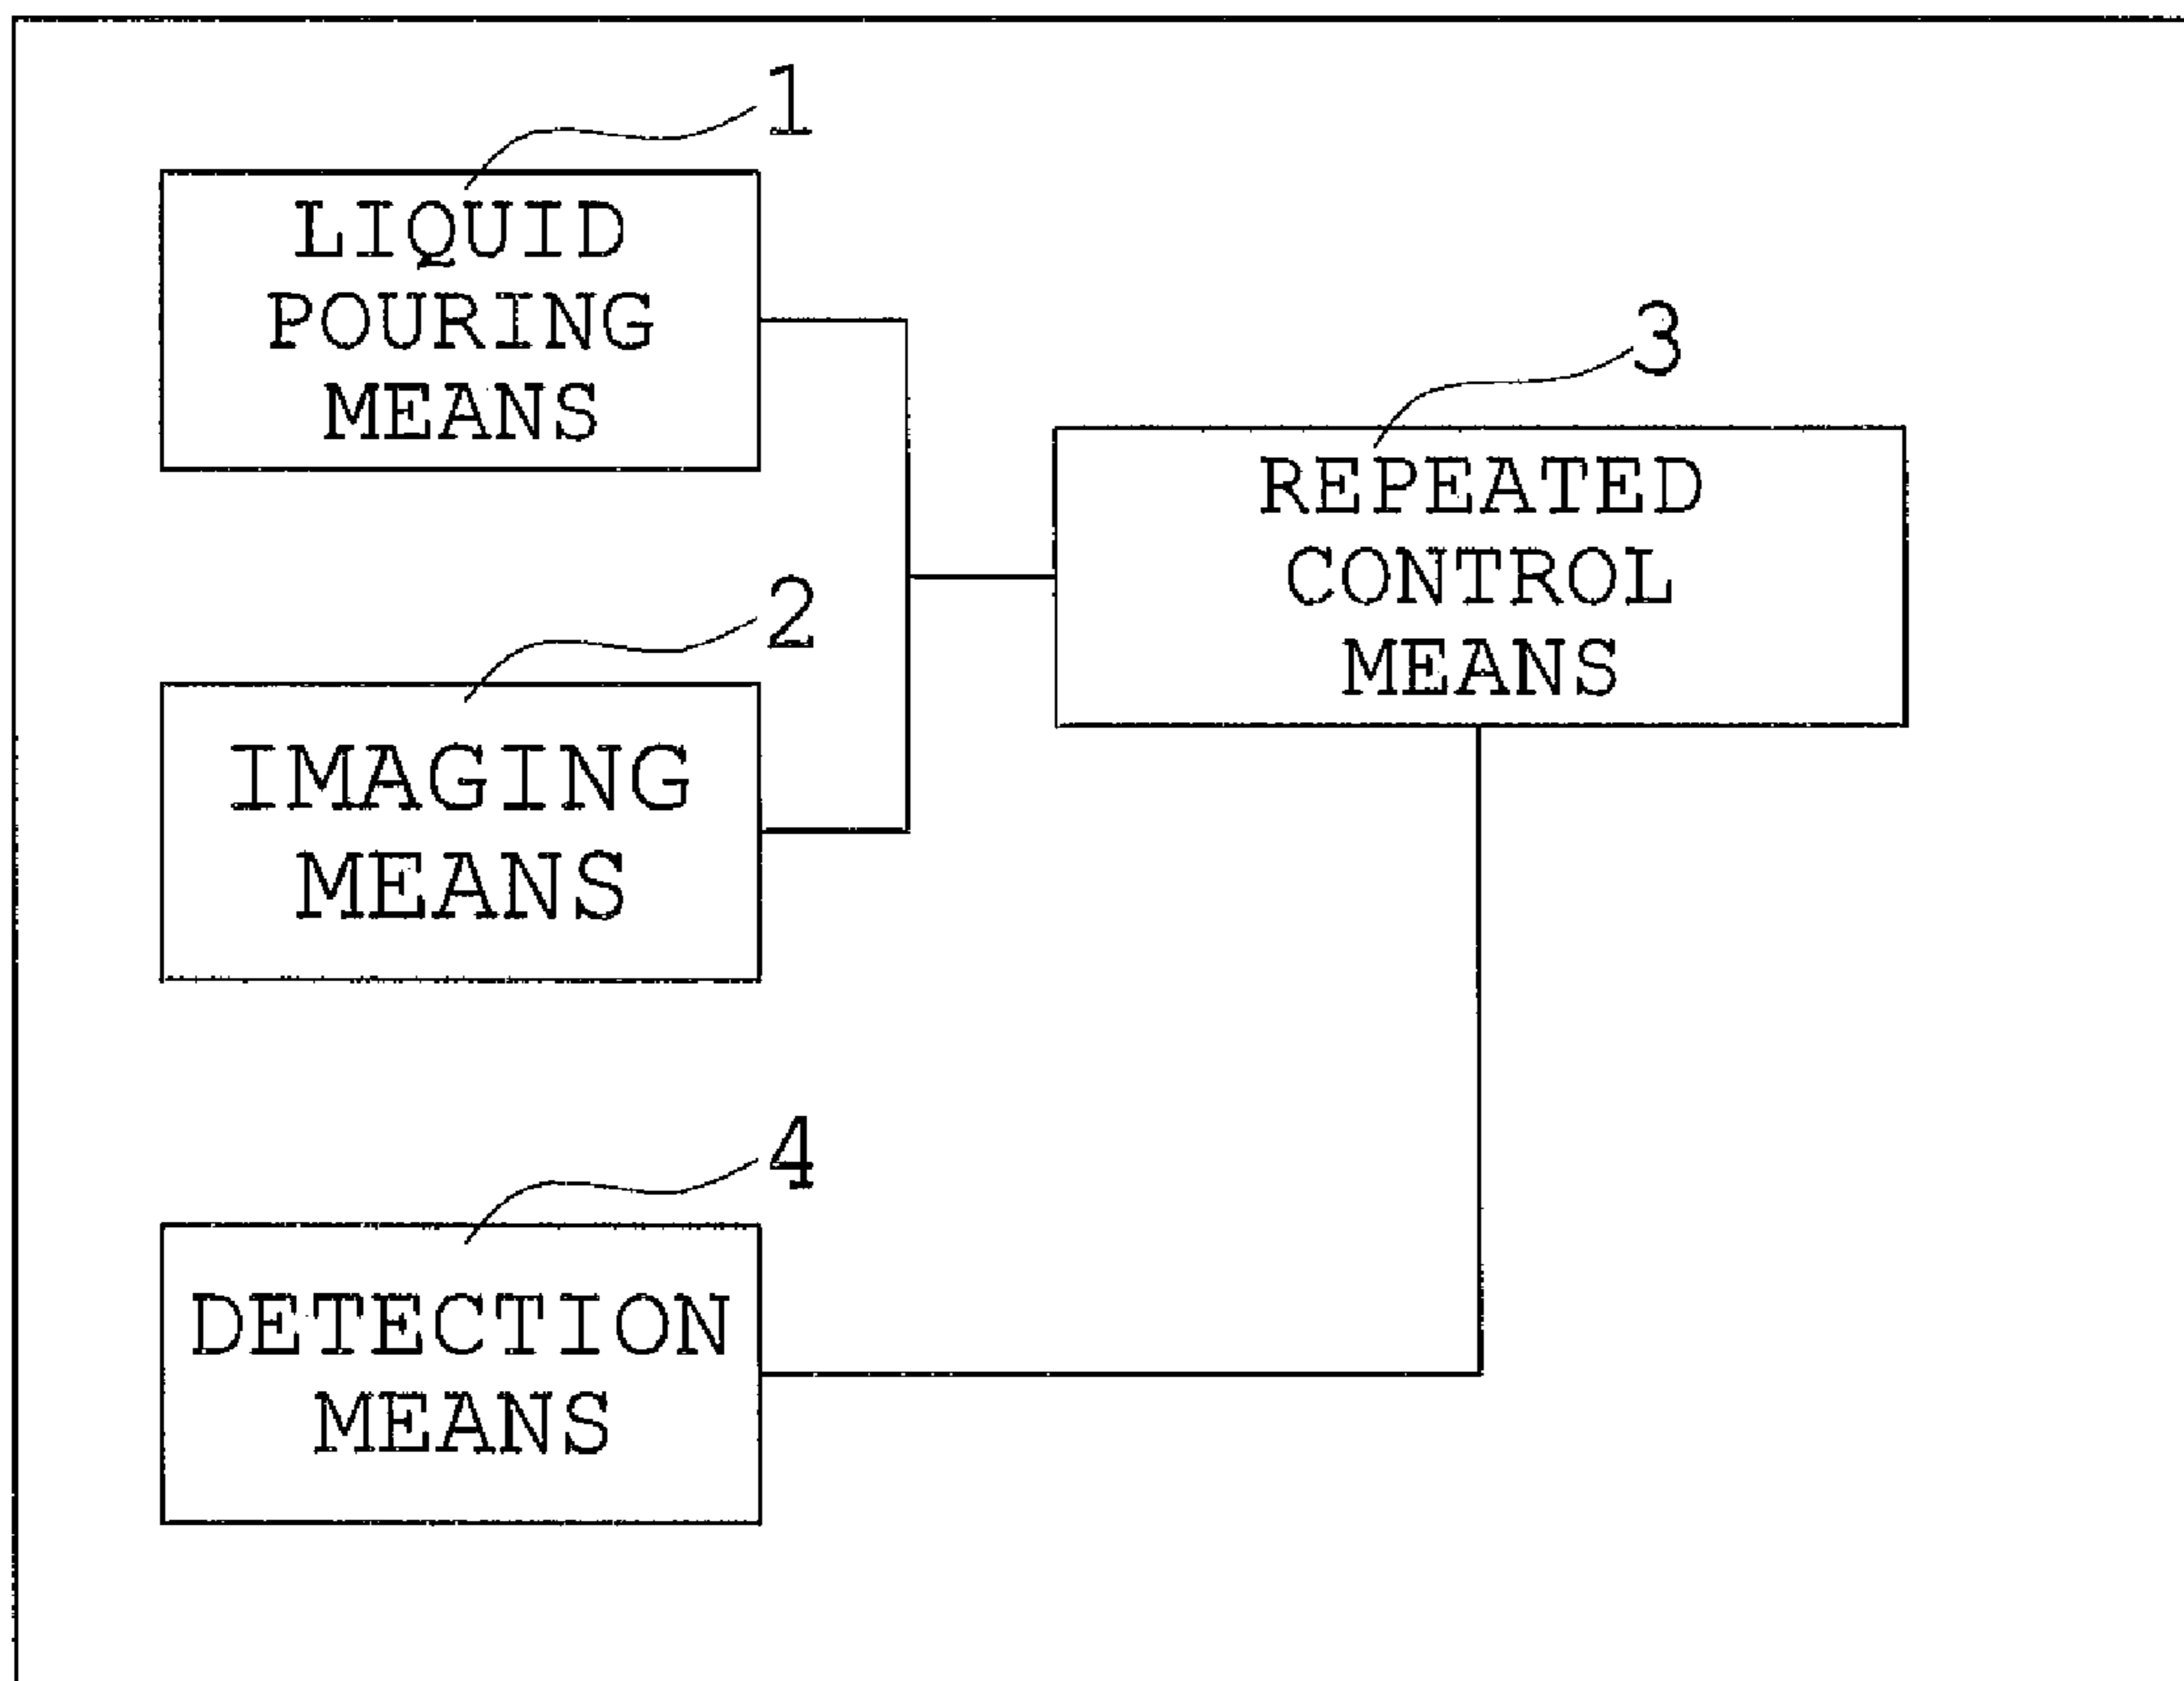 1
LIQUID
POURING
MEANS
3
REPEATED
CONTROL
MEANS
2
IMAGING
MEANS
4
DETECTION
MEANS